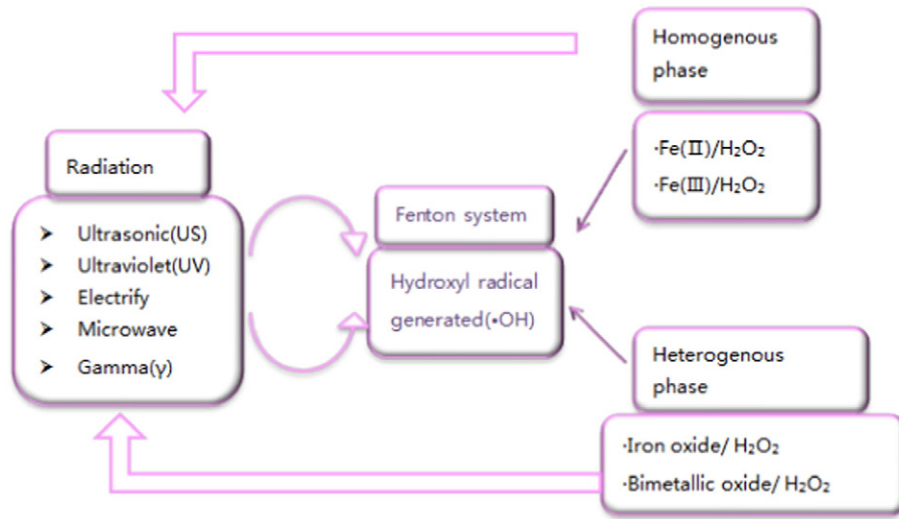 Homogenous
phase
·Fe(Ⅱ)/H₂O₂
·Fe(Ⅲ)/H₂O₂
Radiation
➤ Ultrasonic(US)
➤ Ultraviolet(UV)
➤ Electrify
➤ Microwave
➤ Gamma(γ)
Fenton system
Hydroxyl radical
generated(•OH)
Heterogenous
phase
·Iron oxide/ H₂O₂
·Bimetallic oxide/ H₂O₂